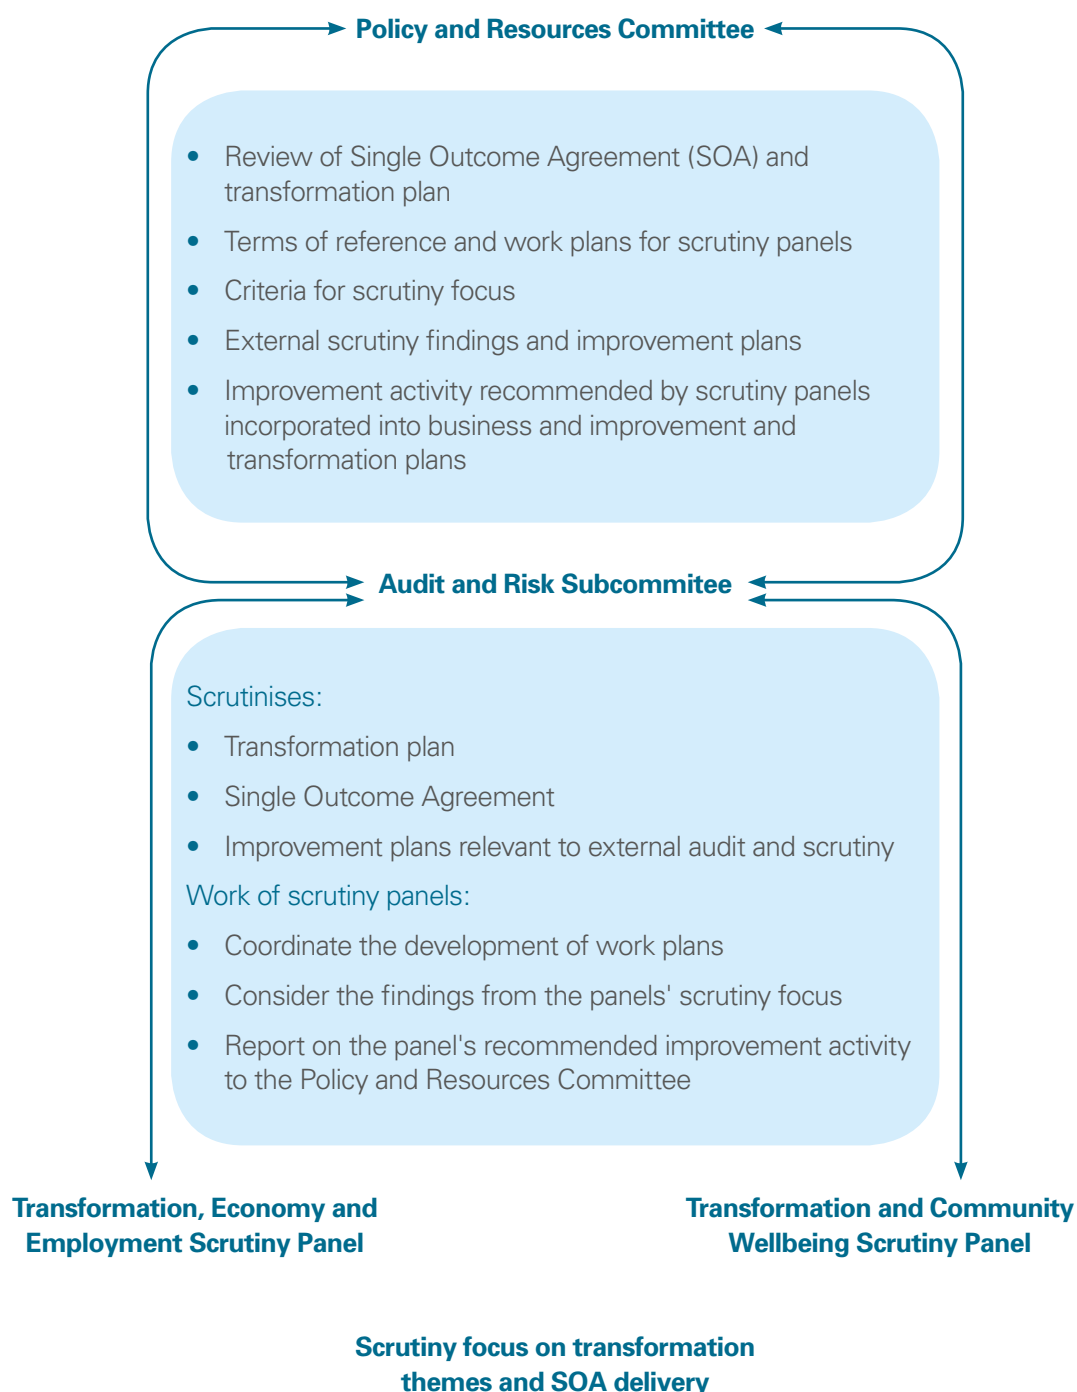 Policy and Resources Committee
• Review of Single Outcome Agreement (SOA) and
transformation plan
• Terms of reference and work plans for scrutiny panels
• Criteria for scrutiny focus
• External scrutiny findings and improvement plans
• Improvement activity recommended by scrutiny panels
incorporated into business and improvement and
transformation plans
Audit and Risk Subcommitee
Scrutinises:
• Transformation plan
• Single Outcome Agreement
• Improvement plans relevant to external audit and scrutiny
Work of scrutiny panels:
• Coordinate the development of work plans
• Consider the findings from the panels' scrutiny focus
• Report on the panel's recommended improvement activity
to the Policy and Resources Committee
Transformation, Economy and
Employment Scrutiny Panel
Transformation and Community
Wellbeing Scrutiny Panel
Scrutiny focus on transformation
themes and SOA delivery